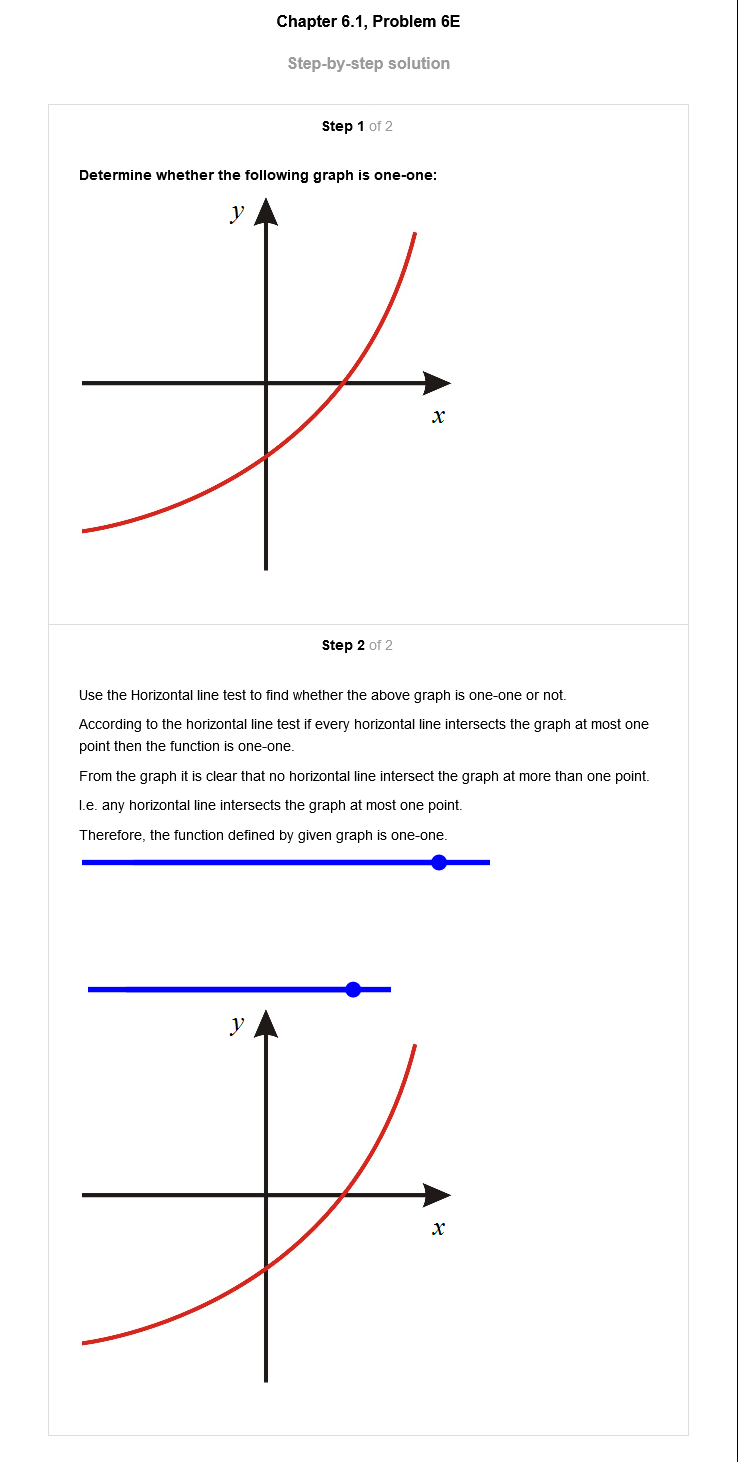 Chapter 6.1, Problem 6E
Step-by-step solution
Step 1 of 2
Determine whether the following graph is one-one:
y
x
Step 2 of 2
Use the Horizontal line test to find whether the above graph is one-one or not.
According to the horizontal line test if every horizontal line intersects the graph at most one
point then the function is one-one.
From the graph it is clear that no horizontal line intersect the graph at more than one point.
I.e. any horizontal line intersects the graph at most one point.
Therefore, the function defined by given graph is one-one.
y
x